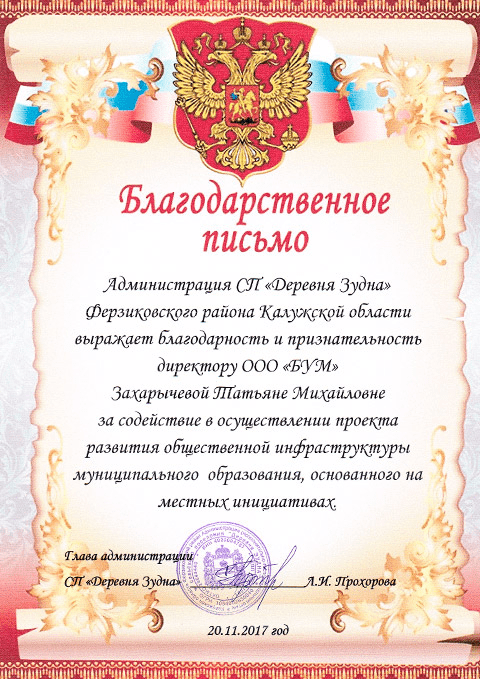 Благодарственное
письмо
Администрация СП «Деревня Зудна»
Ферзиковского района Калужской области
выражает благодарность и признательность
директору ООО «БУМ»
Захарычевой Татьяне Михайловне
за содействие в осуществлении проекта
развития общественной инфраструктуры
муниципального образования, основанного на
местных инициативах.
Глава администрации
СП «Деревня Зудна» Л.И. Прохорова
20.11.2017 год